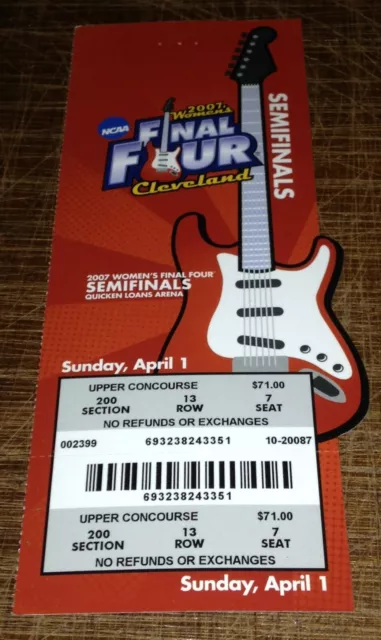 2007
Women's
NCAA
FINAL
FOUR
Cleveland
SEMIFINALS
2007 WOMEN'S FINAL FOUR
SEMIFINALS
QUICKEN LOANS ARENA
Sunday, April 1
UPPER CONCOURSE $71.00
200 13 7
SECTION ROW SEAT
NO REFUNDS OR EXCHANGES
002399 693238243351 10-20087
693238243351
UPPER CONCOURSE $71.00
200 13 7
SECTION ROW SEAT
NO REFUNDS OR EXCHANGES
Sunday, April 1